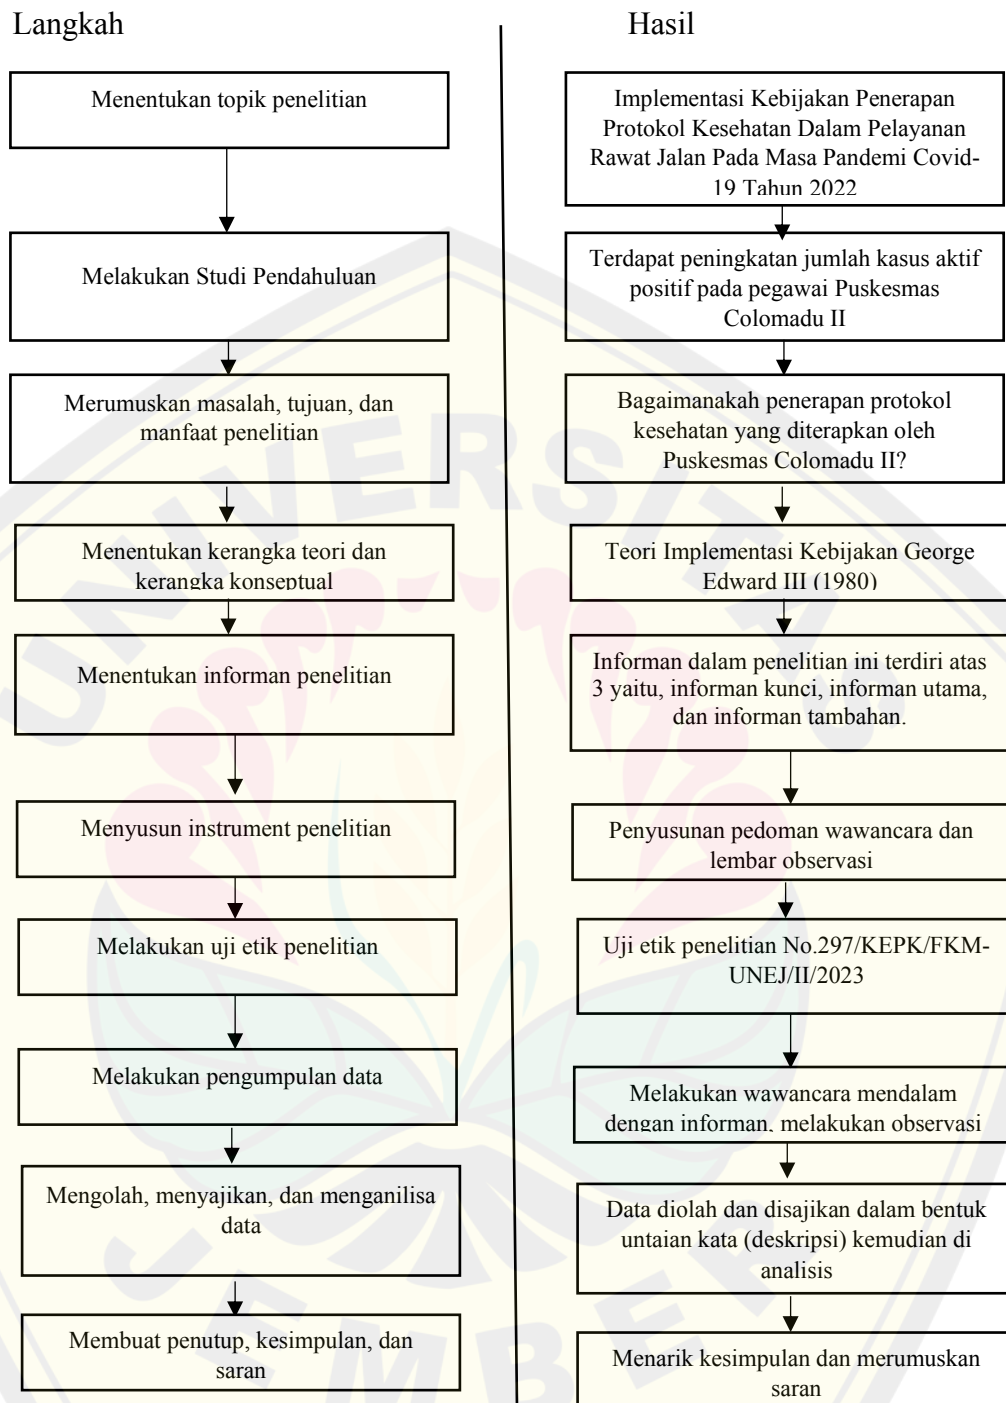 Langkah
Hasil
Menentukan topik penelitian
Implementasi Kebijakan Penerapan
Protokol Kesehatan Dalam Pelayanan
Rawat Jalan Pada Masa Pandemi Covid-
19 Tahun 2022
Melakukan Studi Pendahuluan
Terdapat peningkatan jumlah kasus aktif
positif pada pegawai Puskesmas
Colomadu II
Merumuskan masalah, tujuan, dan
manfaat penelitian
Bagaimanakah penerapan protokol
kesehatan yang diterapkan oleh
Puskesmas Colomadu II?
Menentukan kerangka teori dan
kerangka konseptual
Teori Implementasi Kebijakan George
Edward III (1980)
Menentukan informan penelitian
Informan dalam penelitian ini terdiri atas
3 yaitu, informan kunci, informan utama,
dan informan tambahan.
Menyusun instrument penelitian
Penyusunan pedoman wawancara dan
lembar observasi
Melakukan uji etik penelitian
Uji etik penelitian No.297/KEPK/FKM-
UNEJ/II/2023
Melakukan pengumpulan data
Melakukan wawancara mendalam
dengan informan, melakukan observasi
Mengolah, menyajikan, dan menganilisa
data
Data diolah dan disajikan dalam bentuk
untaian kata (deskripsi) kemudian di
analisis
Membuat penutup, kesimpulan, dan
saran
Menarik kesimpulan dan merumuskan
saran
UNIVERSITAS
JEMBER